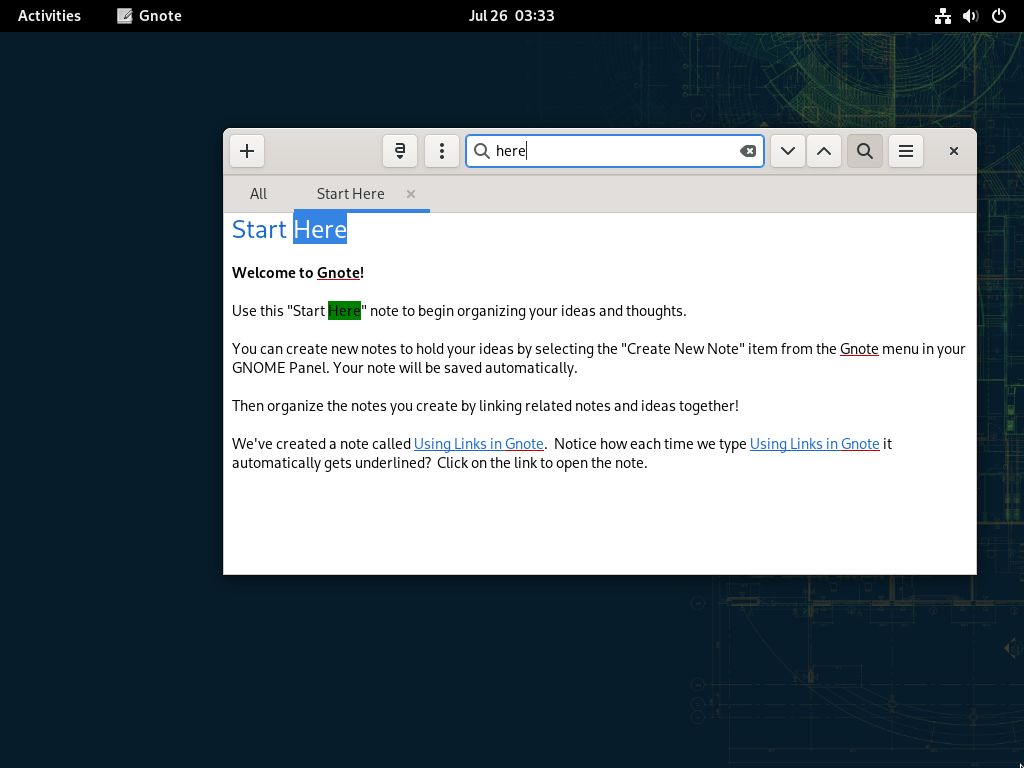 Activities Gnote Jul 26 03:33
here
All Start Here
Start Here
Welcome to Gnote!
Use this "Start Here" note to begin organizing your ideas and thoughts.
You can create new notes to hold your ideas by selecting the "Create New Note" item from the Gnote menu in your
GNOME Panel. Your note will be saved automatically.
Then organize the notes you create by linking related notes and ideas together!
We've created a note called Using Links in Gnote.  Notice how each time we type Using Links in Gnote it
automatically gets underlined?  Click on the link to open the note.